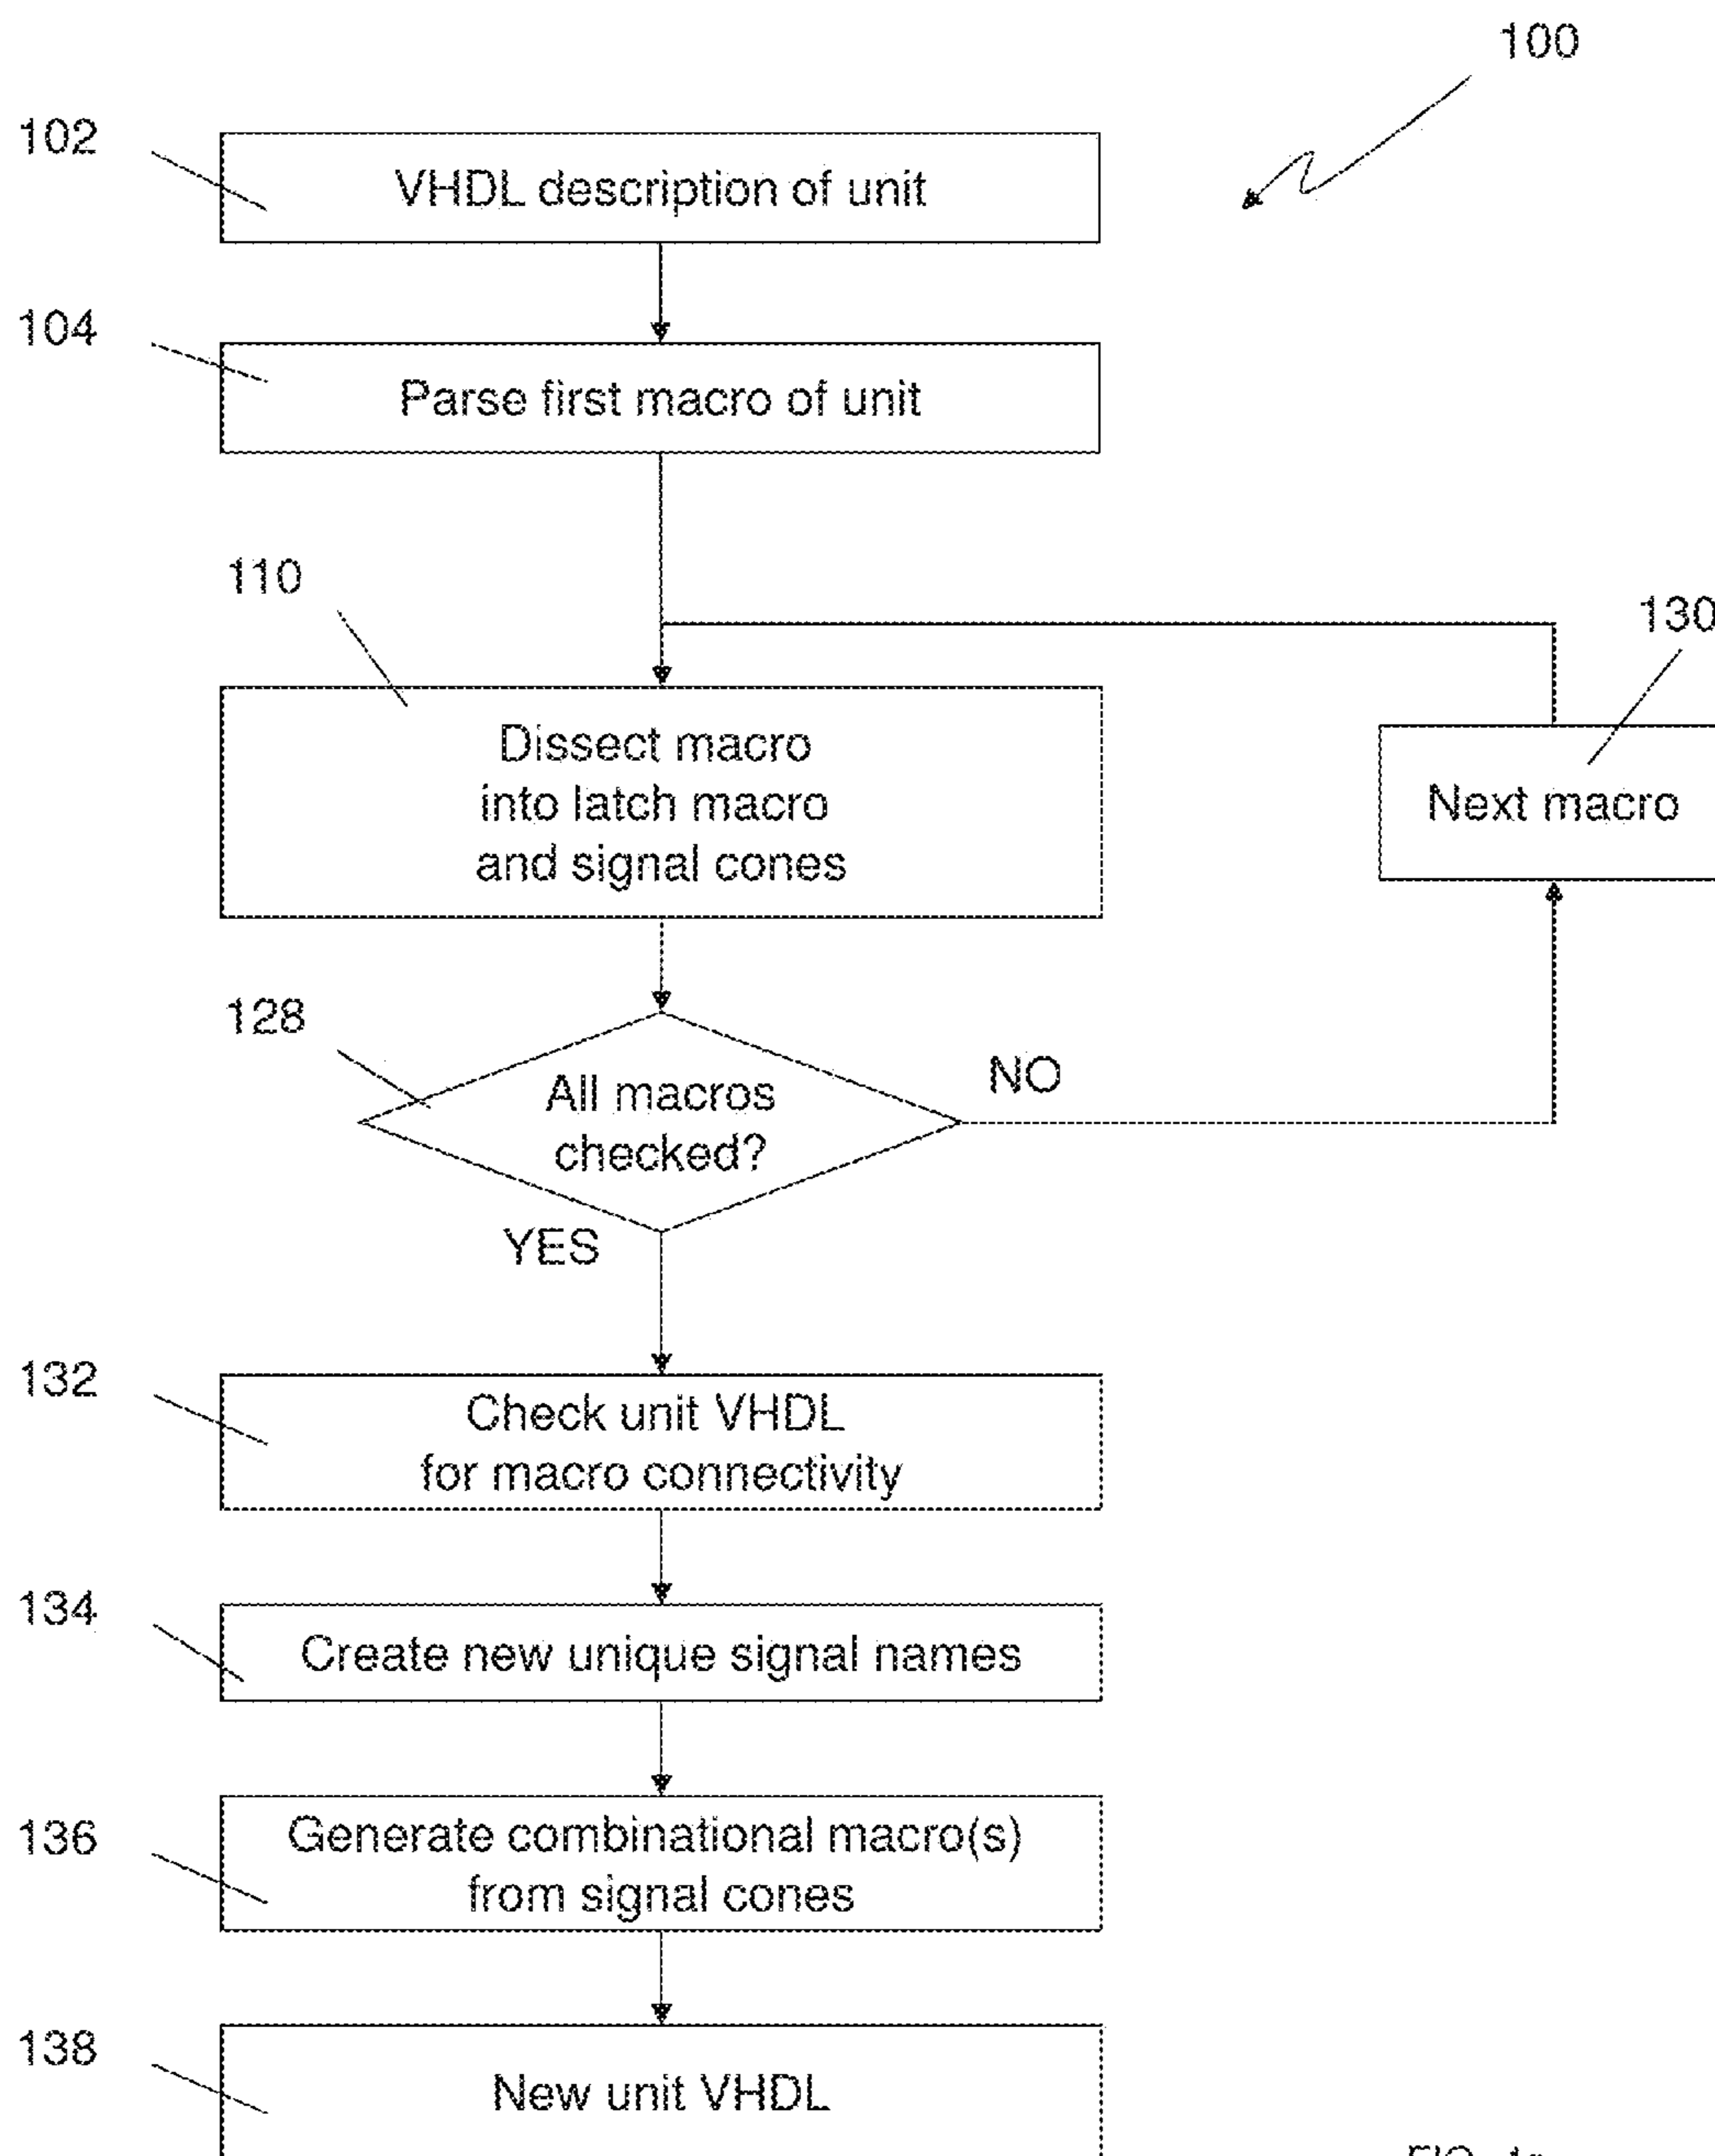 100
102
VHDL description of unit
104
Parse first macro of unit
110
130
Dissect macro
into latch macro
and signal cones
Next macro
128
All macros
checked?
NO
YES
132
Check unit VHDL
for macro connectivity
134
Create new unique signal names
136
Generate combinational macro(s)
from signal cones
138
New unit VHDL